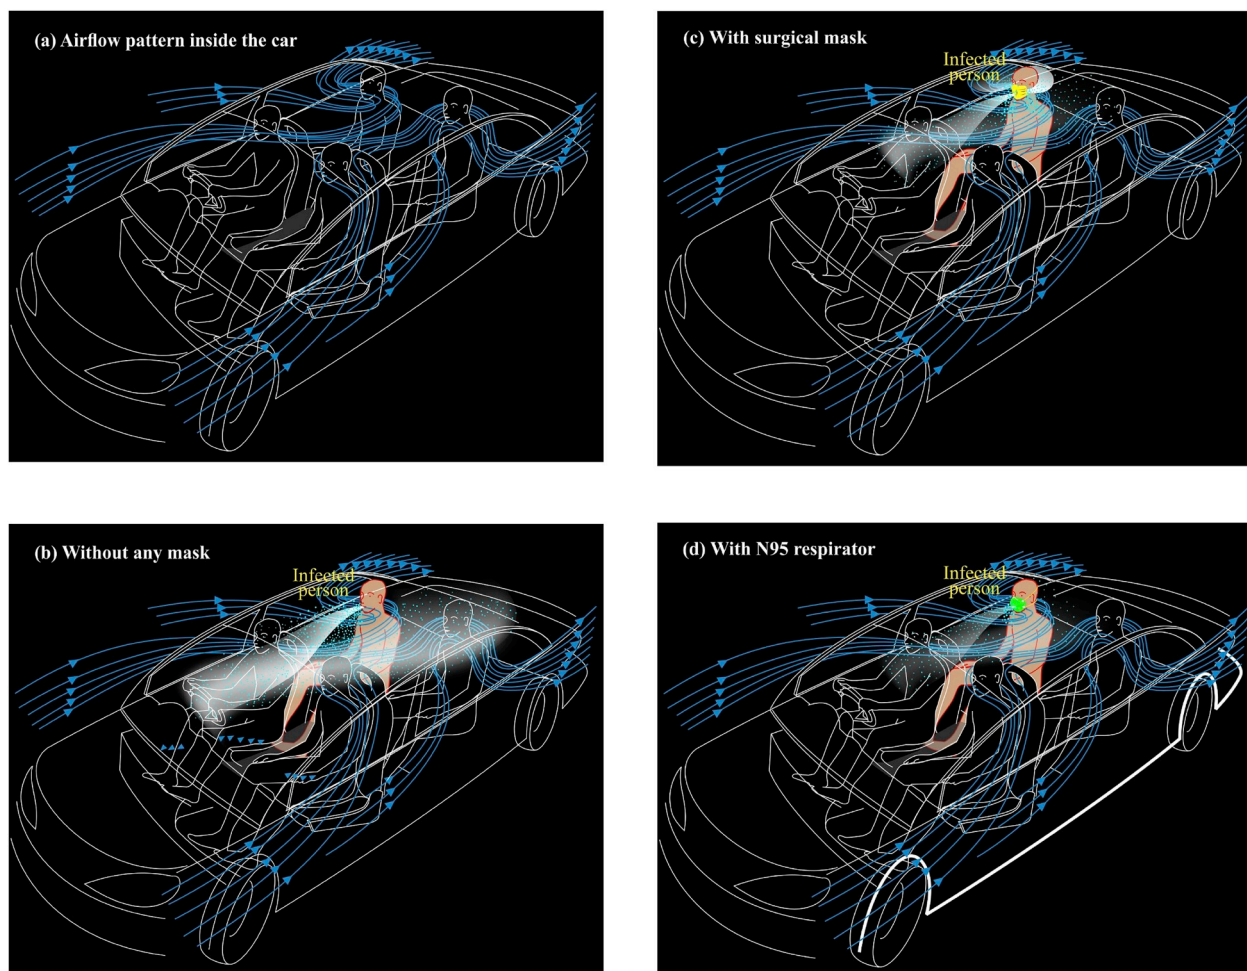 (a) Airflow pattern inside the car
(c) With surgical mask
Infected
person
(b) Without any mask
Infected
person
(d) With N95 respirator
Infected
person